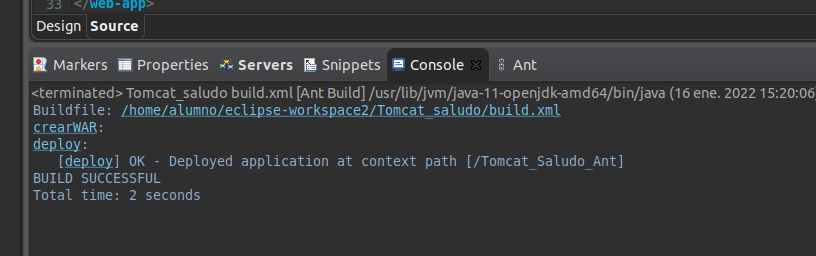 33 </web-app>
Design Source
Markers Properties Servers Snippets Console Ant
<terminated> Tomcat_saludo build.xml [Ant Build] /usr/lib/jvm/java-11-openjdk-amd64/bin/java (16 ene. 2022 15:20:06)
Buildfile: /home/alumno/eclipse-workspace2/Tomcat_saludo/build.xml
crearWAR:
deploy:
[deploy] OK - Deployed application at context path [/Tomcat_Saludo_Ant]
BUILD SUCCESSFUL
Total time: 2 seconds